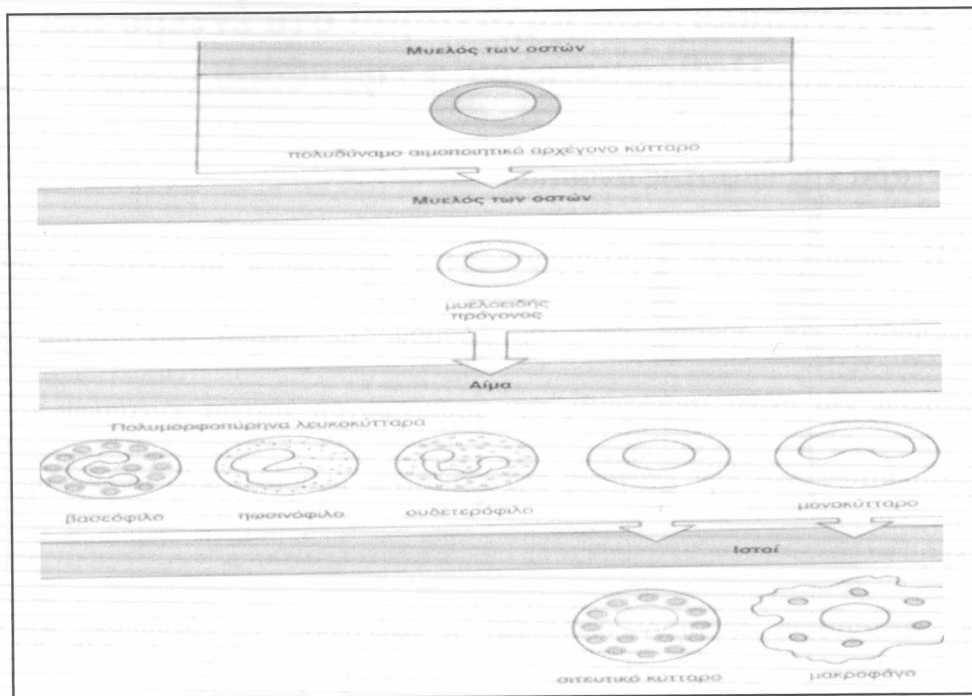 Μυελός των οστών
πολυδύναμο αιμοποιητικό αρχέγονο κύτταρο
Μυελός των οστών
μυελοειδής
πρόγονος
Αίμα
Πολυμορφοπύρηνα λευκοκύτταρα
βασεόφιλο ηωσινόφιλο ουδετερόφιλο ; μονοκύτταρο
Ιστοί
σιτευτικό κύτταρο μακροφάγο